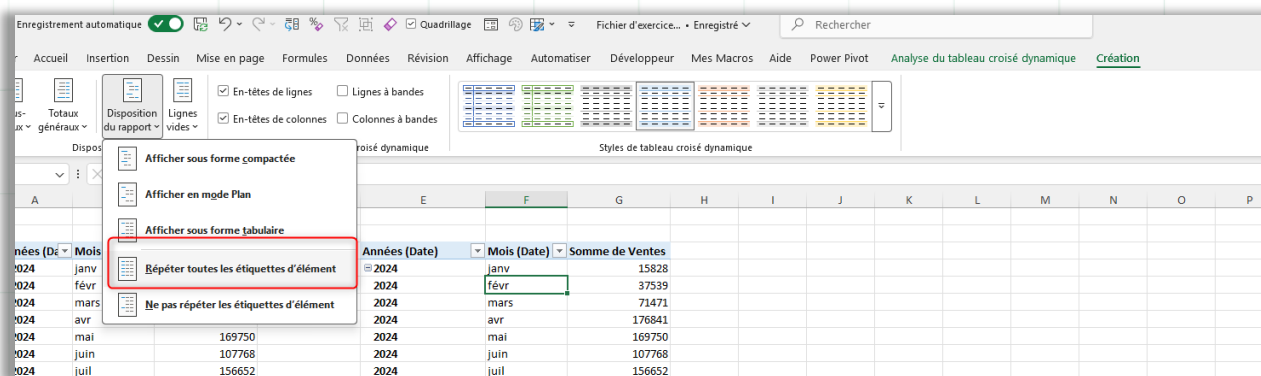 Enregistrement automatique Quadrillage Fichier d'exercice... • Enregistré Rechercher
Accueil Insertion Dessin Mise en page Formules Données Révision Affichage Automatiser Développeur Mes Macros Aide Power Pivot Analyse du tableau croisé dynamique Création
Totaux généraux Disposition du rapport Lignes vides
En-têtes de lignes Lignes à bandes
En-têtes de colonnes Colonnes à bandes
Styles de tableau croisé dynamique
Afficher sous forme compactée
Afficher en mode Plan
Afficher sous forme tabulaire
Répéter toutes les étiquettes d'élément
Ne pas répéter les étiquettes d'élément
A E F G H I J K L M N O P
Mois Années (Date) Mois (Date) Somme de Ventes
2024 janv 2024 janv 15828
2024 févr 2024 févr 37539
2024 mars 2024 mars 71471
2024 avr 2024 avr 176841
2024 mai 169750 2024 mai 169750
2024 juin 107768 2024 juin 107768
2024 juil 156652 2024 juil 156652